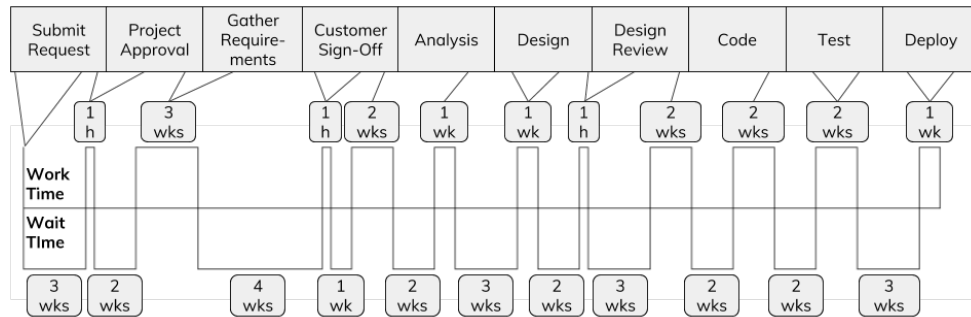 Submit
Request
Project
Approval
Gather
Require-
ments
Customer
Sign-Off
Analysis
Design
Design
Review
Code
Test
Deploy
1
h
3
wks
1
h
2
wks
1
wk
1
wk
1
h
2
wks
2
wks
2
wks
1
wk
Work
Time
Wait
TIme
3
wks
2
wks
4
wks
1
wk
2
wks
3
wks
2
wks
3
wks
2
wks
2
wks
3
wks